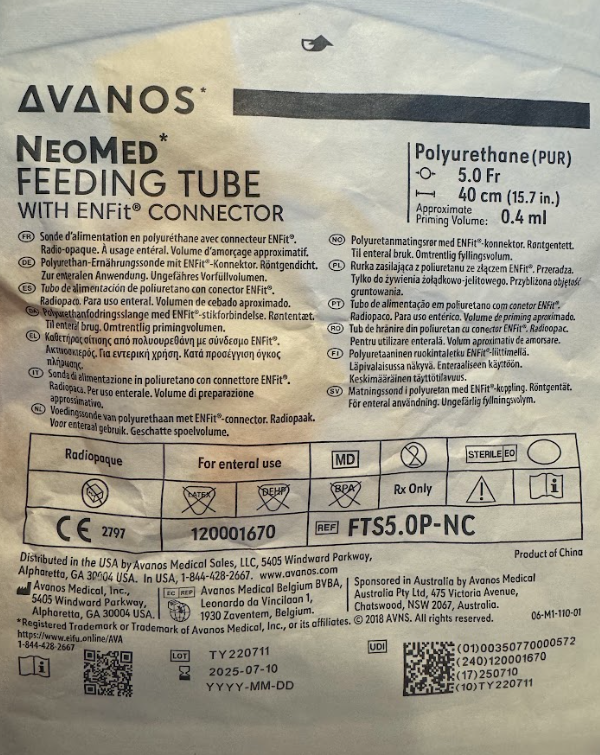 AVANOS*
NEOMED*
FEEDING TUBE
WITH ENFit® CONNECTOR
Polyurethane (PUR)
5.0 Fr
40 cm (15.7 in.)
Approximate
Priming Volume: 0.4 ml
FR Sonde d'alimentation en polyuréthane avec connecteur ENFit®.
Radio-opaque. À usage entéral. Volume d'amorçage approximatif.
DE Polyurethan-Ernährungssonde mit ENFit®-Konnektor. Röntgendicht.
Zur enteralen Anwendung. Ungefähres Vorfüllvolumen.
ES Tubo de alimentación de poliuretano con conector ENFit®.
Radiopaco. Para uso enteral. Volumen de cebado aproximado.
Polyurethanfodringsslange med ENFit®-stikforbindelse. Røntentæt.
Til enteral brug. Omtrentlig primingvolumen.
EL Καθετήρας σίτισης από πολυουρεθάνη με σύνδεσμο ENFit®.
Ακτινοσκιερός. Για εντερική χρήση. Κατά προσέγγιση όγκος
πλήρωσης.
IT Sonda di alimentazione in poliuretano con connettore ENFit®.
Radiopaca. Per uso enterale. Volume di preparazione
approssimativo.
NL Voedingssonde van polyurethaan met ENFit®-connector. Radiopaak.
Voor enteraal gebruik. Geschatte spoelvolume.
NO Polyuretanmatingsrør med ENFit®-konnektor. Røntgentett.
Til enteral bruk. Omtrentlig fyllingsvolum.
PL Rurka zasilająca z poliuretanu ze złączem ENFit®. Przeradza.
Tylko do żywienia żołądkowo-jelitowego. Przybliżona objętość
gruntowania.
PT Tubo de alimentação em poliuretano com conetor ENFit®.
Radiopaco. Para uso entérico. Volume de priming aproximado.
RO Tub de hrănire din poliuretan cu conector ENFit®. Radioopac.
Pentru utilizare enterală. Volum aproximativ de amorsare.
FI Polyuretaaninen ruokintaletku ENFit®-liittimellä.
Läpivalaisussa näkyvä. Enteraaliseen käyttöön.
Keskimääräinen täyttötilavuus.
SV Matningssond i polyuretan med ENFit®-koppling. Röntgentät.
För enteral användning. Ungefärlig fyllningsvolym.
Radiopaque
For enteral use
MD
2
STERILE EO
LATEX
DEHP
BPA
Rx Only
CE 2797
120001670
REF FTS5.0P-NC
Product of China
Distributed in the USA by Avanos Medical Sales, LLC, 5405 Windward Parkway,
Alpharetta, GA 30004 USA. In USA, 1-844-428-2667. www.avanos.com
Avanos Medical, Inc.,
5405 Windward Parkway,
Alpharetta, GA 30004 USA.
EC REP Avanos Medical Belgium BVBA,
Leonardo da Vincilaan 1,
1930 Zaventem, Belgium.
Sponsored in Australia by Avanos Medical
Australia Pty Ltd, 475 Victoria Avenue,
Chatswood, NSW 2067, Australia.
*Registered Trademark or Trademark of Avanos Medical, Inc., or its affiliates. © 2018 AVNS. All rights reserved.
06-M1-110-01
https://www.eifu.online/AVA
1-844-428-2667
LOT TY220711
2025-07-10
YYYY-MM-DD
UDI
(01)00350770000572
(240)120001670
(17)250710
(10)TY220711